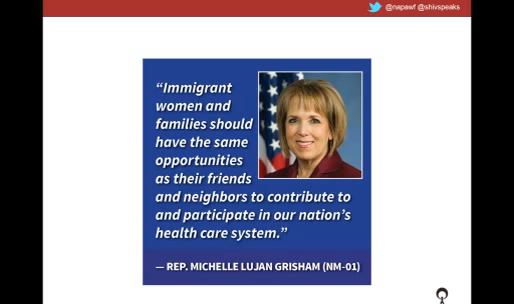 @napawf @shivspeaks
“Immigrant
women and
families should
have the same
opportunities
as their friends
and neighbors to contribute to
and participate in our nation’s
health care system.”
— REP. MICHELLE LUJAN GRISHAM (NM-01)